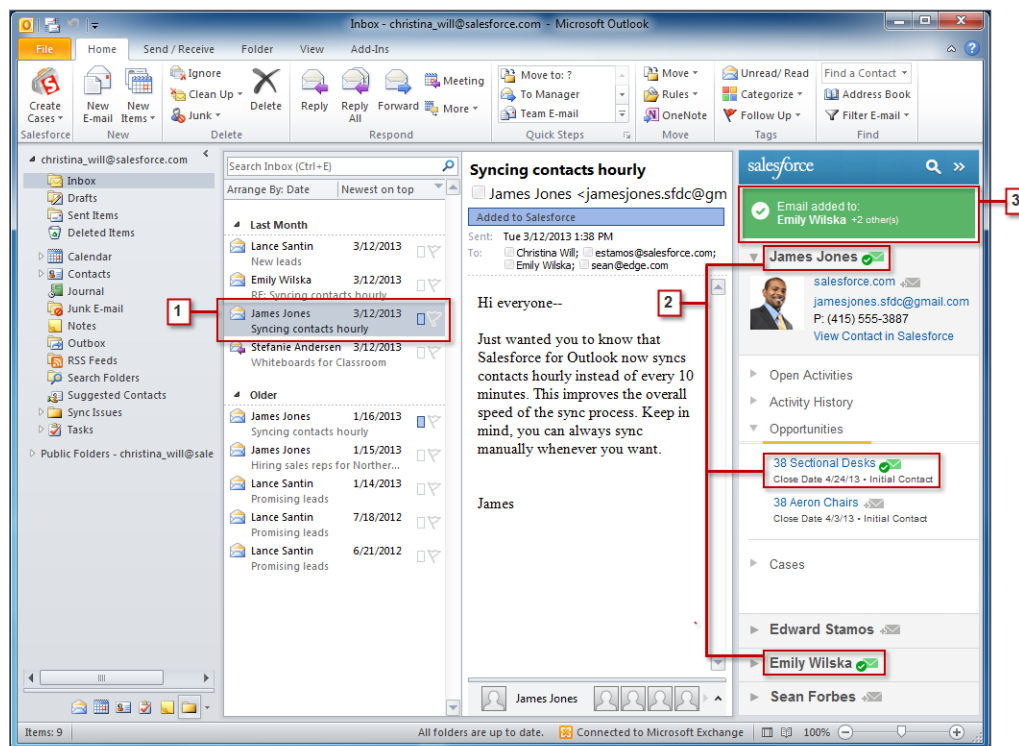 Inbox - christina_will@salesforce.com - Microsoft Outlook
File Home Send / Receive Folder View Add-Ins
Create Cases
Salesforce
New E-mail
New Items
New
Ignore
Clean Up
Junk
Delete
Delete
Reply
Reply All
Forward
Meeting
More
Respond
Move to: ?
To Manager
Team E-mail
Quick Steps
Move
Rules
OneNote
Move
Unread/ Read
Categorize
Follow Up
Tags
Find a Contact
Address Book
Filter E-mail
Find
christina_will@salesforce.com
Inbox
Drafts
Sent Items
Deleted Items
Calendar
Contacts
Journal
Junk E-mail
Notes
Outbox
RSS Feeds
Search Folders
Suggested Contacts
Sync Issues
Tasks
Public Folders - christina_will@sale
Search Inbox (Ctrl+E)
Arrange By: Date Newest on top
Last Month
Lance Santin 3/12/2013
New leads
Emily Wilska 3/12/2013
RE: Syncing contacts hourly
1
James Jones 3/12/2013
Syncing contacts hourly
Stefanie Andersen 3/12/2013
Whiteboards for Classroom
Older
James Jones 1/16/2013
Syncing contacts hourly
James Jones 1/15/2013
Hiring sales reps for Norther...
Lance Santin 1/14/2013
Promising leads
Lance Santin 7/18/2012
Promising leads
Lance Santin 6/21/2012
Promising leads
Syncing contacts hourly
James Jones <jamesjones.sfdc@gm
Added to Salesforce
Sent: Tue 3/12/2013 1:38 PM
To: Christina Will; estamos@salesforce.com;
Emily Wilska; sean@edge.com
Hi everyone--
2
Just wanted you to know that
Salesforce for Outlook now syncs
contacts hourly instead of every 10
minutes. This improves the overall
speed of the sync process. Keep in
mind, you can always sync
manually whenever you want.
James
James Jones
salesforce
Email added to:
Emily Wilska +2 other(s)
3
James Jones
salesforce.com
jamesjones.sfdc@gmail.com
P: (415) 555-3887
View Contact in Salesforce
Open Activities
Activity History
Opportunities
38 Sectional Desks
Close Date 4/24/13 • Initial Contact
38 Aeron Chairs
Close Date 4/3/13 • Initial Contact
Cases
Edward Stamos
Emily Wilska
Sean Forbes
Items: 9
All folders are up to date. Connected to Microsoft Exchange 100%